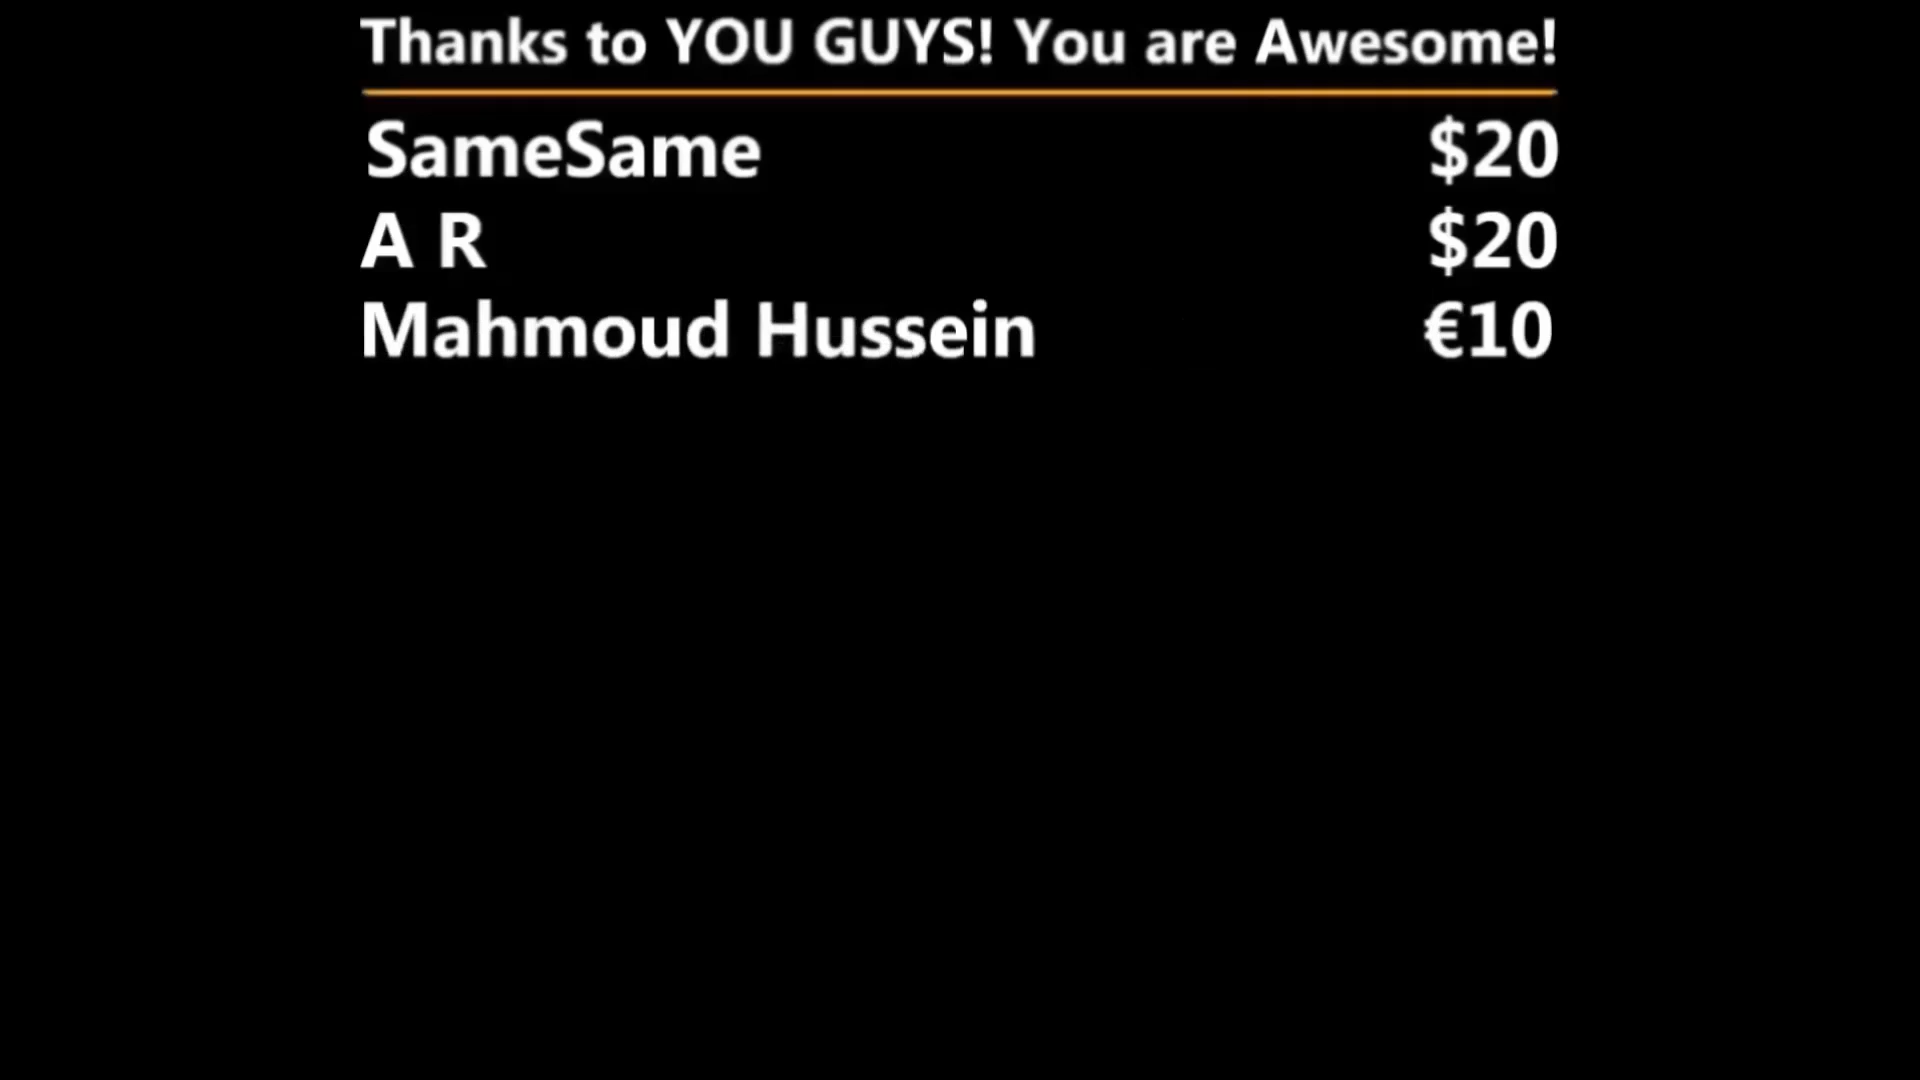 Thanks to YOU GUYS! You are Awesome!
SameSame $20
A R $20
Mahmoud Hussein €10